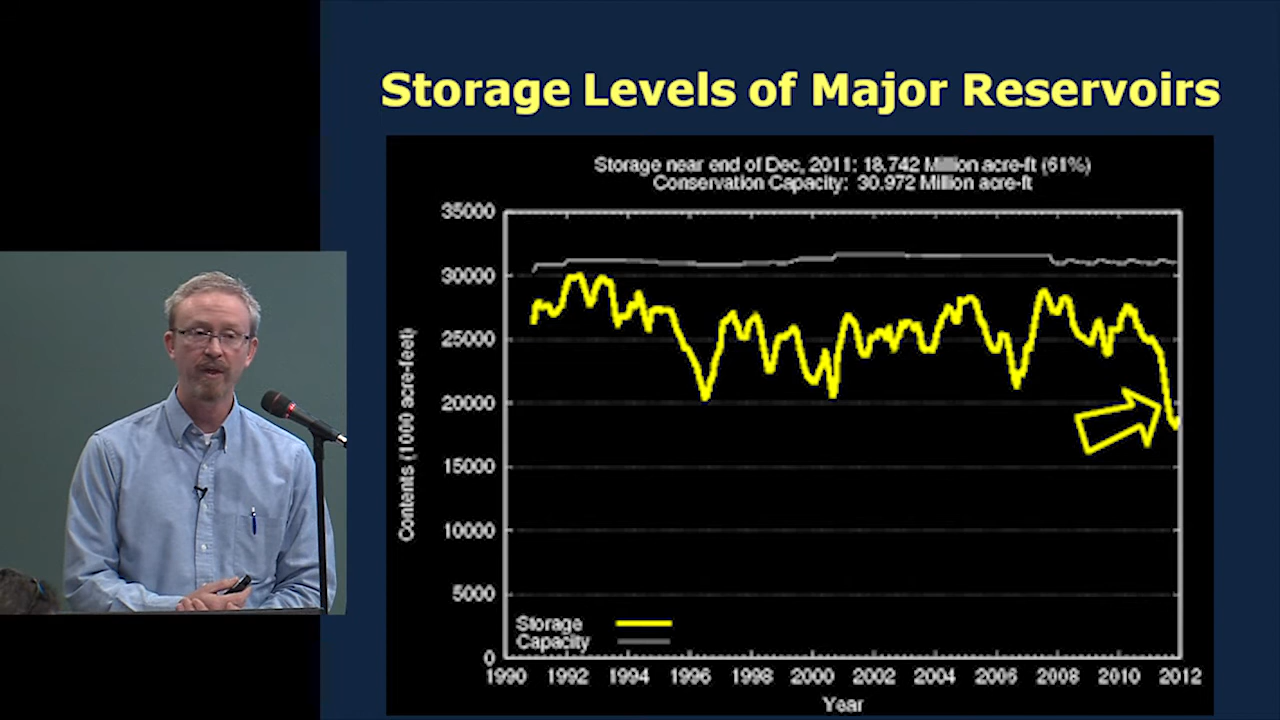 Storage Levels of Major Reservoirs
Storage near end of Dec, 2011: 18.742 Million acre-ft (61%)
Conservation Capacity: 30.972 Million acre-ft
Contents (1000 acre-feet)
35000
30000
25000
20000
15000
10000
5000
0
Storage
Capacity
1990 1992 1994 1996 1998 2000 2002 2004 2006 2008 2010 2012
Year